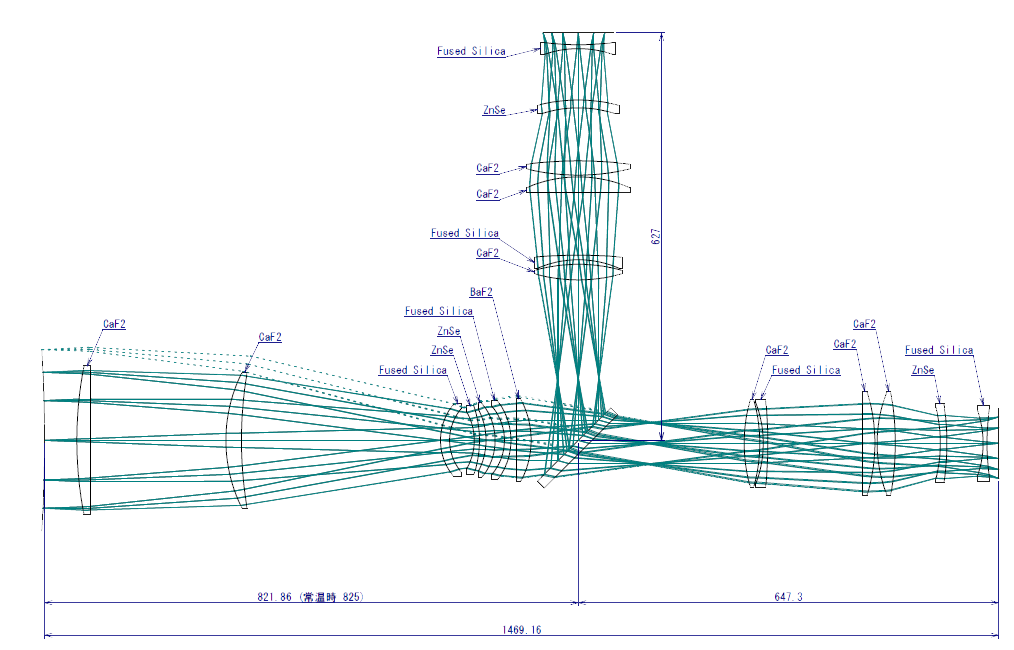 Fused Silica
ZnSe
CaF2
CaF2
Fused Silica
CaF2
627
BaF2
Fused Silica
ZnSe
ZnSe
Fused Silica
CaF2
CaF2
CaF2
CaF2
CaF2
Fused Silica
Fused Silica
ZnSe
821.86 (常温時 825)
647.3
1469.16